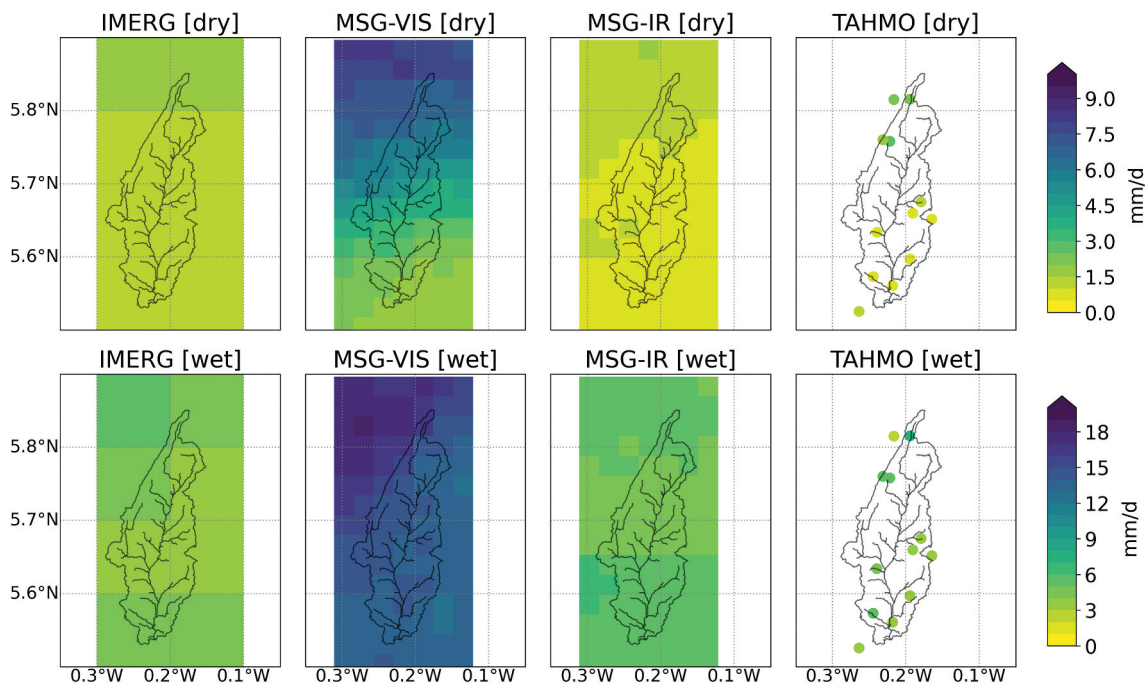 IMERG [dry] MSG-VIS [dry] MSG-IR [dry] TAHMO [dry]
5.8°N
5.7°N
5.6°N
9.0
7.5
6.0
4.5
3.0
1.5
0.0
mm/d
IMERG [wet] MSG-VIS [wet] MSG-IR [wet] TAHMO [wet]
5.8°N
5.7°N
5.6°N
18
15
12
9
6
3
0
mm/d
0.3°W 0.2°W 0.1°W 0.3°W 0.2°W 0.1°W 0.3°W 0.2°W 0.1°W 0.3°W 0.2°W 0.1°W